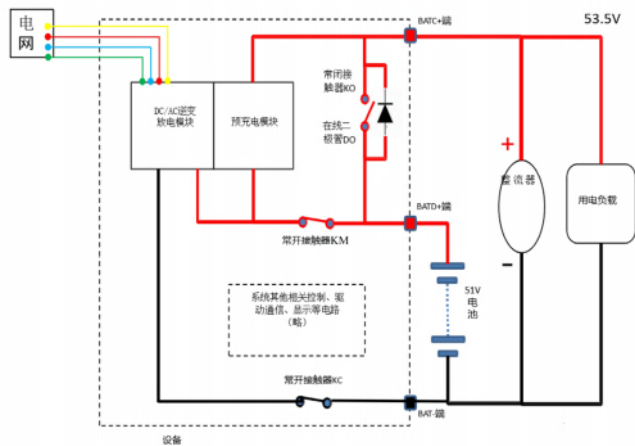 电
网
BATC+端
53.5V
常闭接
触器KO
DC/AC逆变
放电模块
预充电模块
在线二
极管DO
+
整流器
用电负载
BATD+端
常开接触器KM
-
51V
电
池
系统其他相关控制、驱
动通信、显示等电路
（略）
常开接触器KC
BAT-端
设备